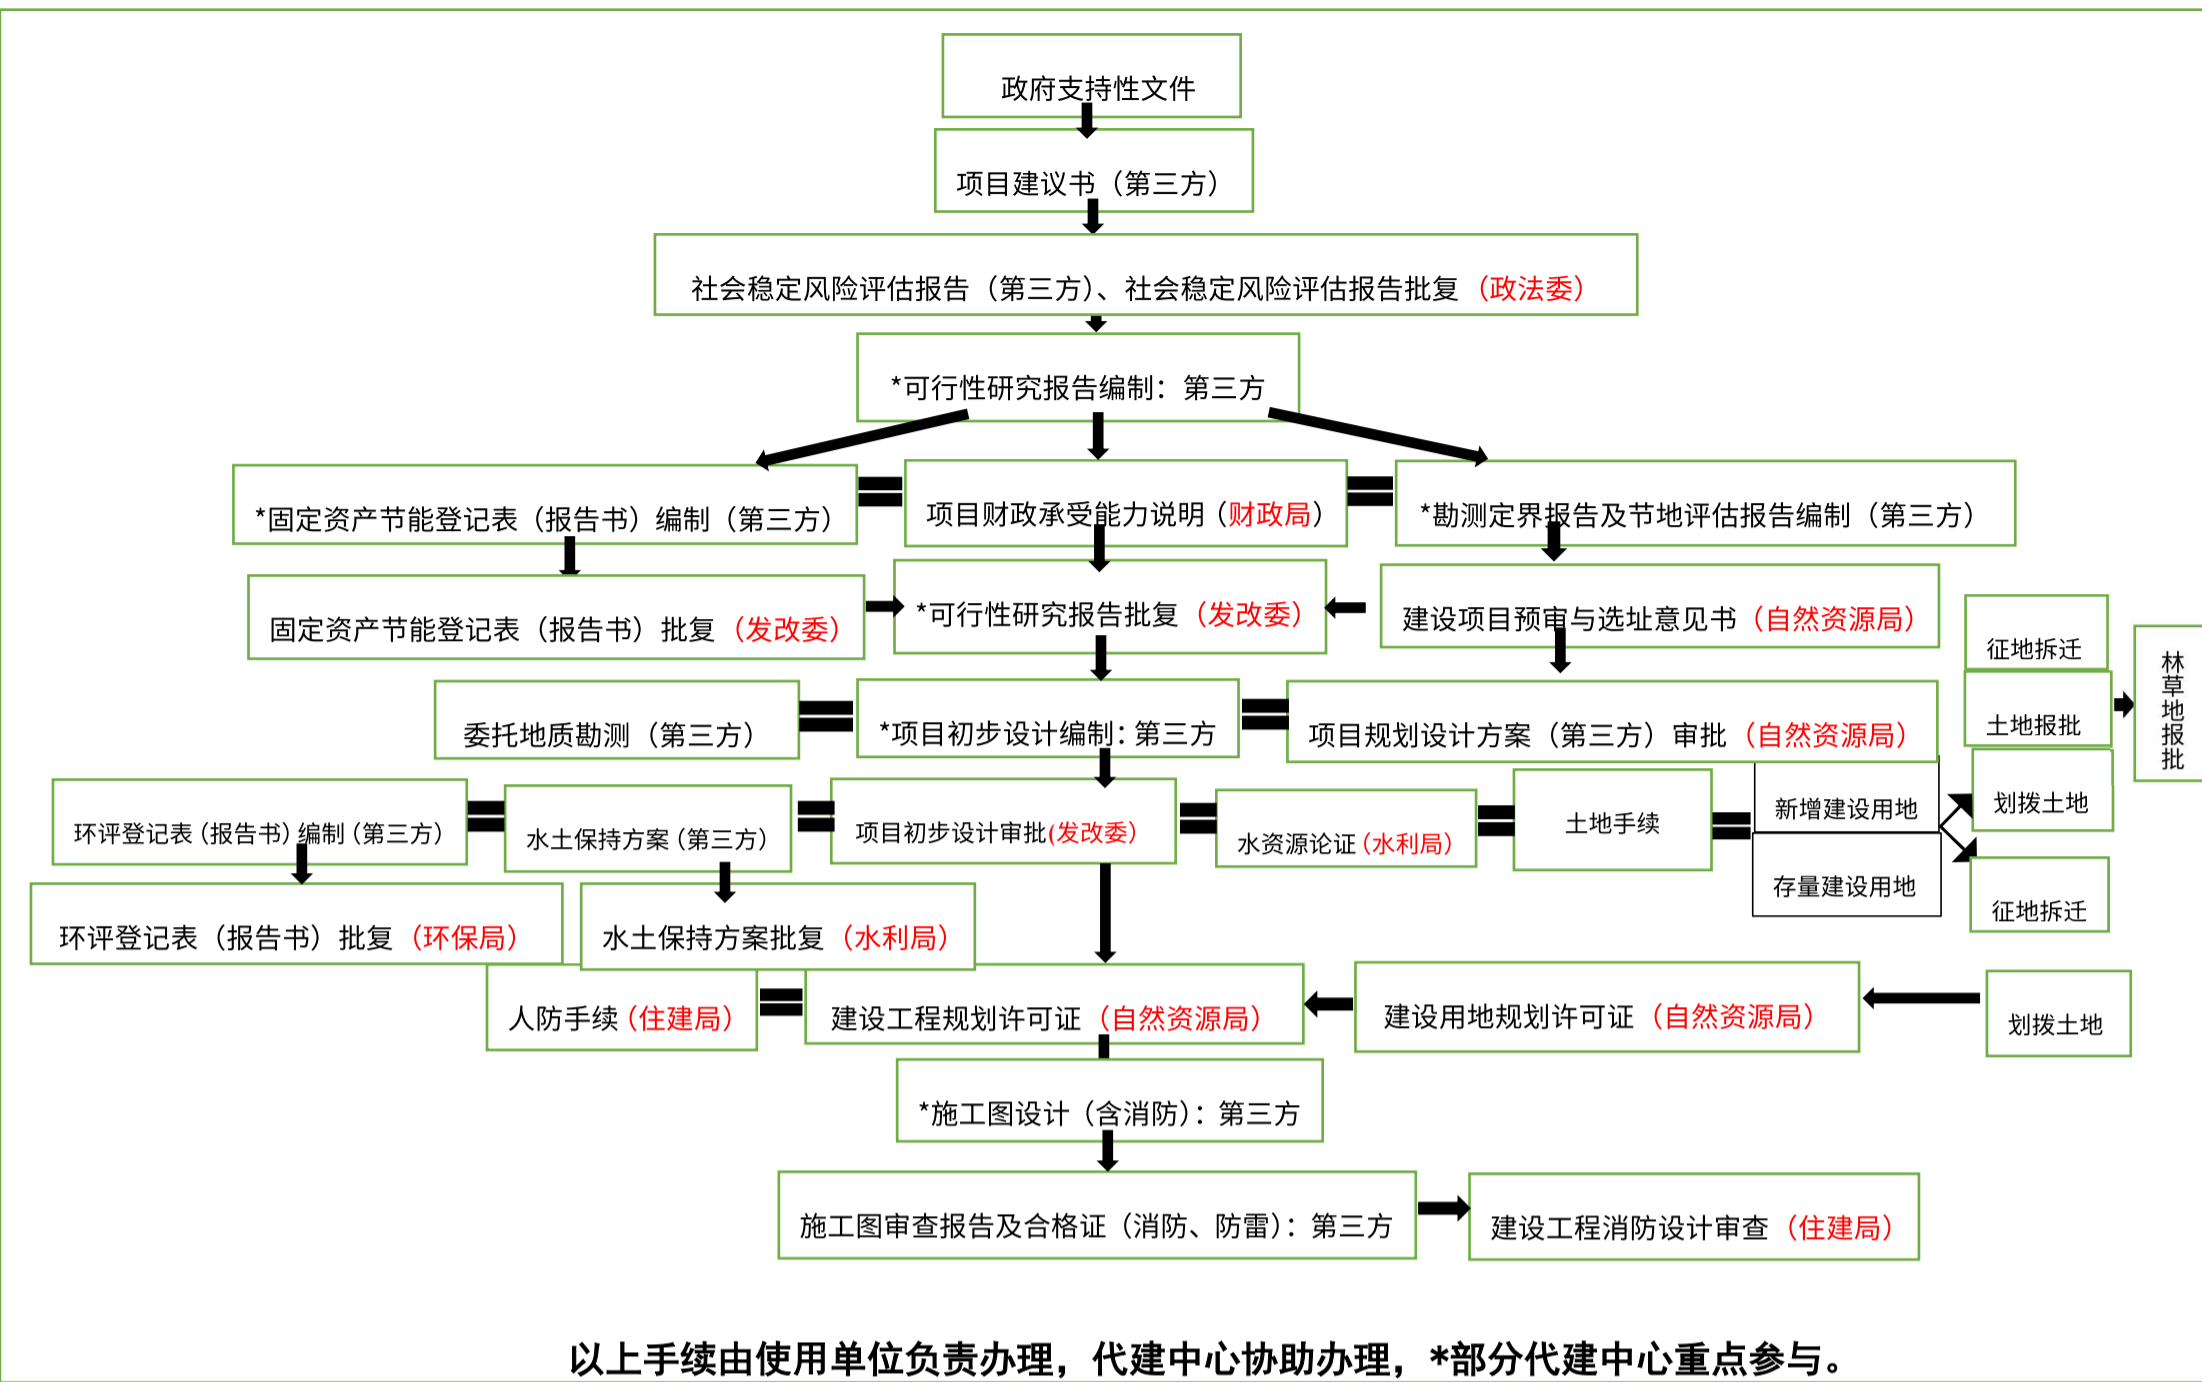 政府支持性文件
项目建议书（第三方）
社会稳定风险评估报告（第三方）、社会稳定风险评估报告批复（政法委）
*可行性研究报告编制：第三方
*固定资产节能登记表（报告书）编制（第三方）
项目财政承受能力说明（财政局）
*勘测定界报告及节地评估报告编制（第三方）
固定资产节能登记表（报告书）批复（发改委）
*可行性研究报告批复（发改委）
建设项目预审与选址意见书（自然资源局）
征地拆迁
土地报批
林草地报批
委托地质勘测（第三方）
*项目初步设计编制：第三方
项目规划设计方案（第三方）审批（自然资源局）
环评登记表（报告书）编制（第三方）
水土保持方案（第三方）
项目初步设计审批(发改委）
水资源论证（水利局）
土地手续
新增建设用地
划拨土地
存量建设用地
征地拆迁
环评登记表（报告书）批复（环保局）
水土保持方案批复（水利局）
人防手续（住建局）
建设工程规划许可证（自然资源局）
建设用地规划许可证（自然资源局）
划拨土地
*施工图设计（含消防）：第三方
施工图审查报告及合格证（消防、防雷）：第三方
建设工程消防设计审查（住建局）
以上手续由使用单位负责办理，代建中心协助办理，*部分代建中心重点参与。